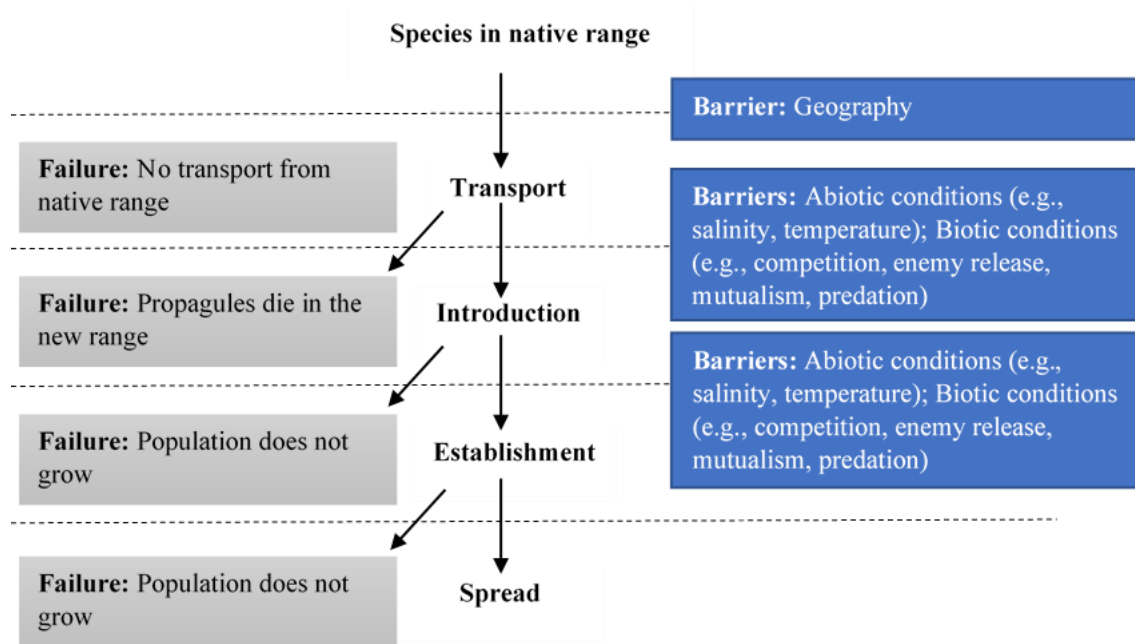 Species in native range
Barrier: Geography
Failure: No transport from
native range
Transport
Barriers: Abiotic conditions (e.g.,
salinity, temperature); Biotic conditions
(e.g., competition, enemy release,
mutualism, predation)
Failure: Propagules die in the
new range
Introduction
Barriers: Abiotic conditions (e.g.,
salinity, temperature); Biotic conditions
(e.g., competition, enemy release,
mutualism, predation)
Failure: Population does not
grow
Establishment
Failure: Population does not
grow
Spread